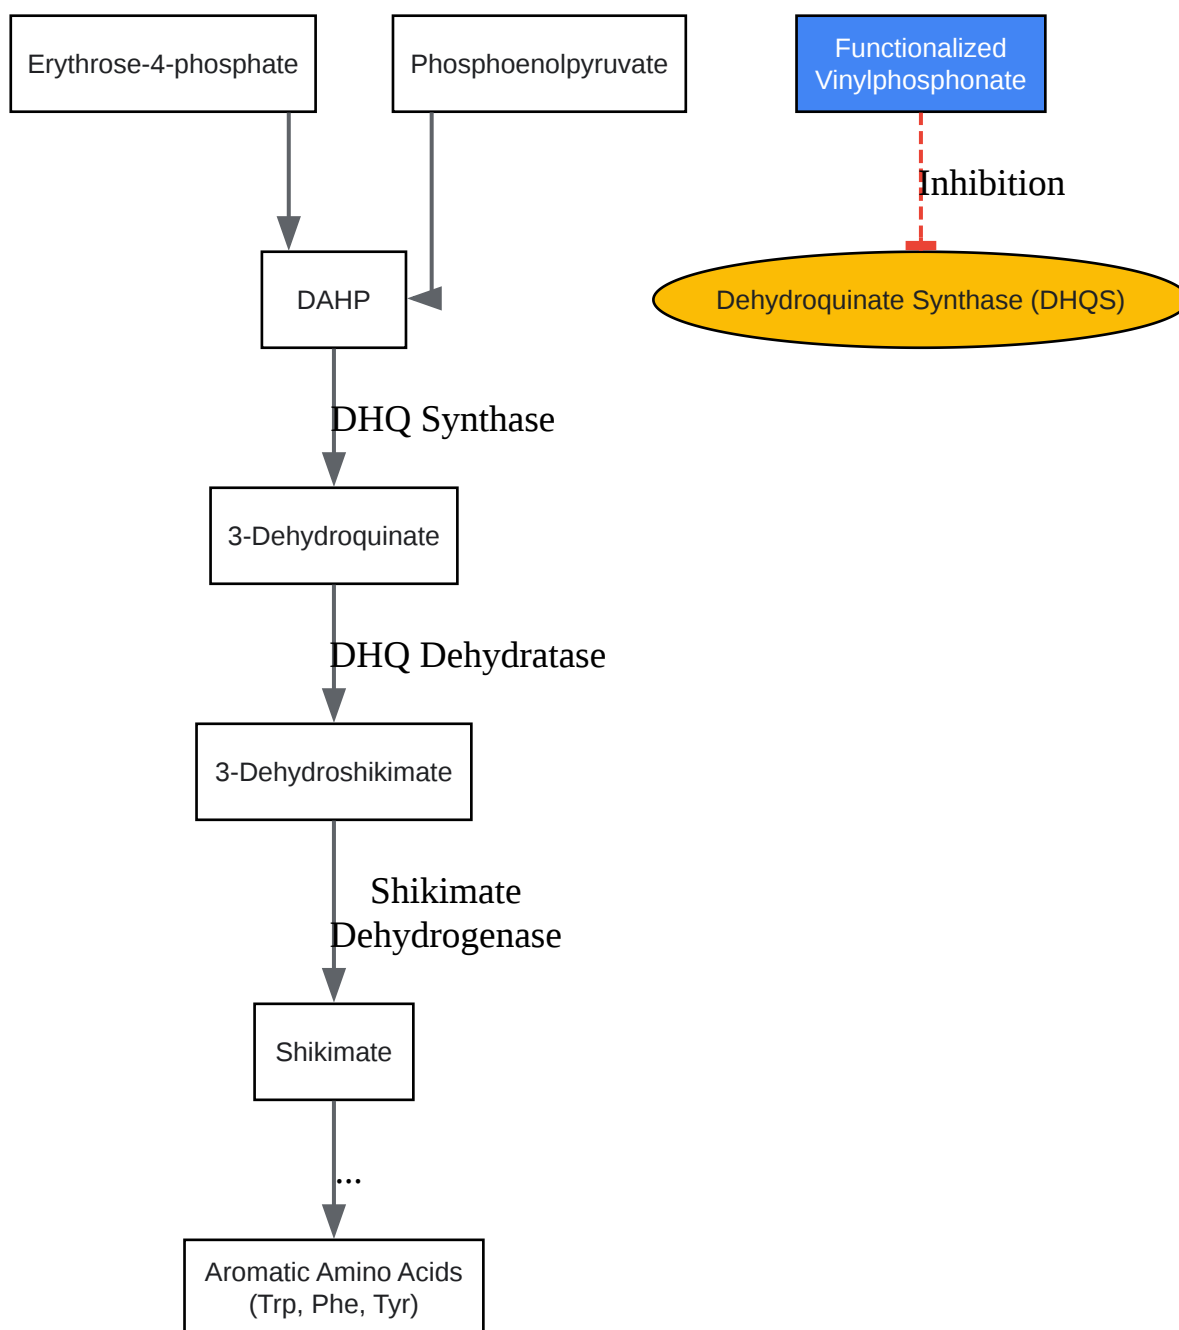 Erythrose-4-phosphate
Phosphoenolpyruvate
Functionalized
Vinylphosphonate
Inhibition
DAHP
Dehydroquinate Synthase (DHQS)
DHQ Synthase
3-Dehydroquinate
DHQ Dehydratase
3-Dehydroshikimate
Shikimate
Dehydrogenase
Shikimate
...
Aromatic Amino Acids
(Trp, Phe, Tyr)